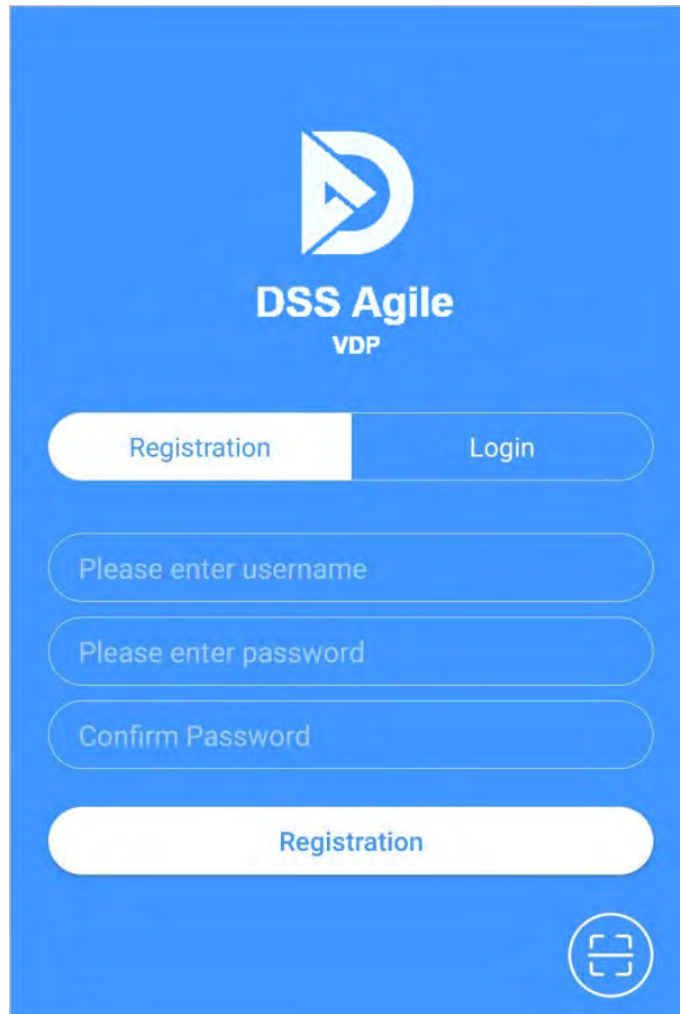 DSS Agile
VDP
Registration Login
Please enter username
Please enter password
Confirm Password
Registration